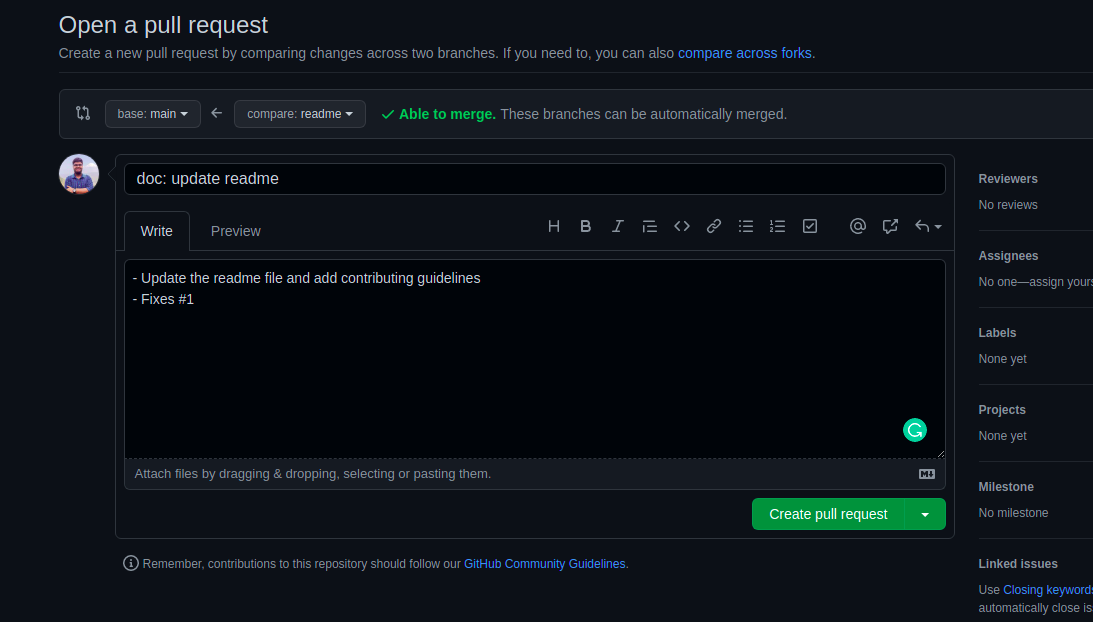 Open a pull request
Create a new pull request by comparing changes across two branches. If you need to, you can also compare across forks.
base: main
compare: readme
Able to merge. These branches can be automatically merged.
doc: update readme
Write
Preview
- Update the readme file and add contributing guidelines
- Fixes #1
Attach files by dragging & dropping, selecting or pasting them.
Create pull request
Remember, contributions to this repository should follow our GitHub Community Guidelines.
Reviewers
No reviews
Assignees
No one—assign yours
Labels
None yet
Projects
None yet
Milestone
No milestone
Linked issues
Use Closing keywords
automatically close is